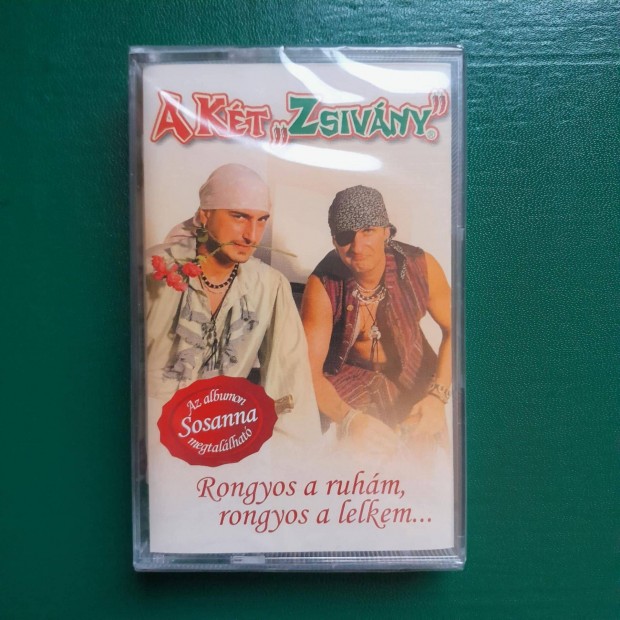 A KÉT „ZSIVÁNY”®
Az albumon
Sosanna
megtalálható
Rongyos a ruhám,
rongyos a lelkem...